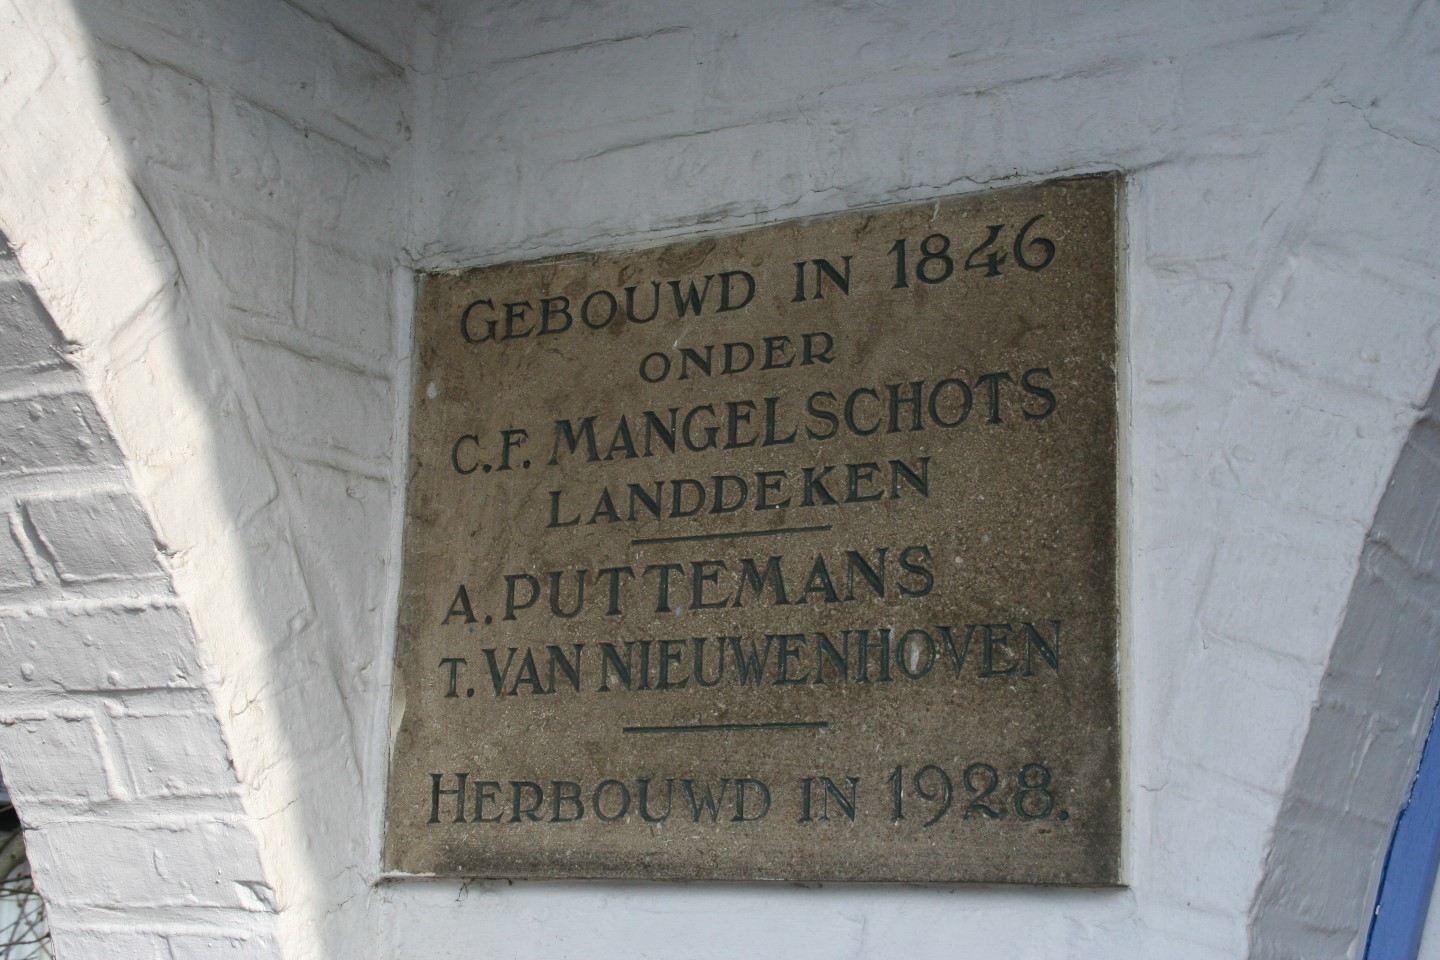 GEBOUWD IN 1846
ONDER
C.F. MANGELSCHOTS
LANDDEKEN
A. PUTTEMANS
T. VAN NIEUWENHOVEN
HERBOUWD IN 1928.